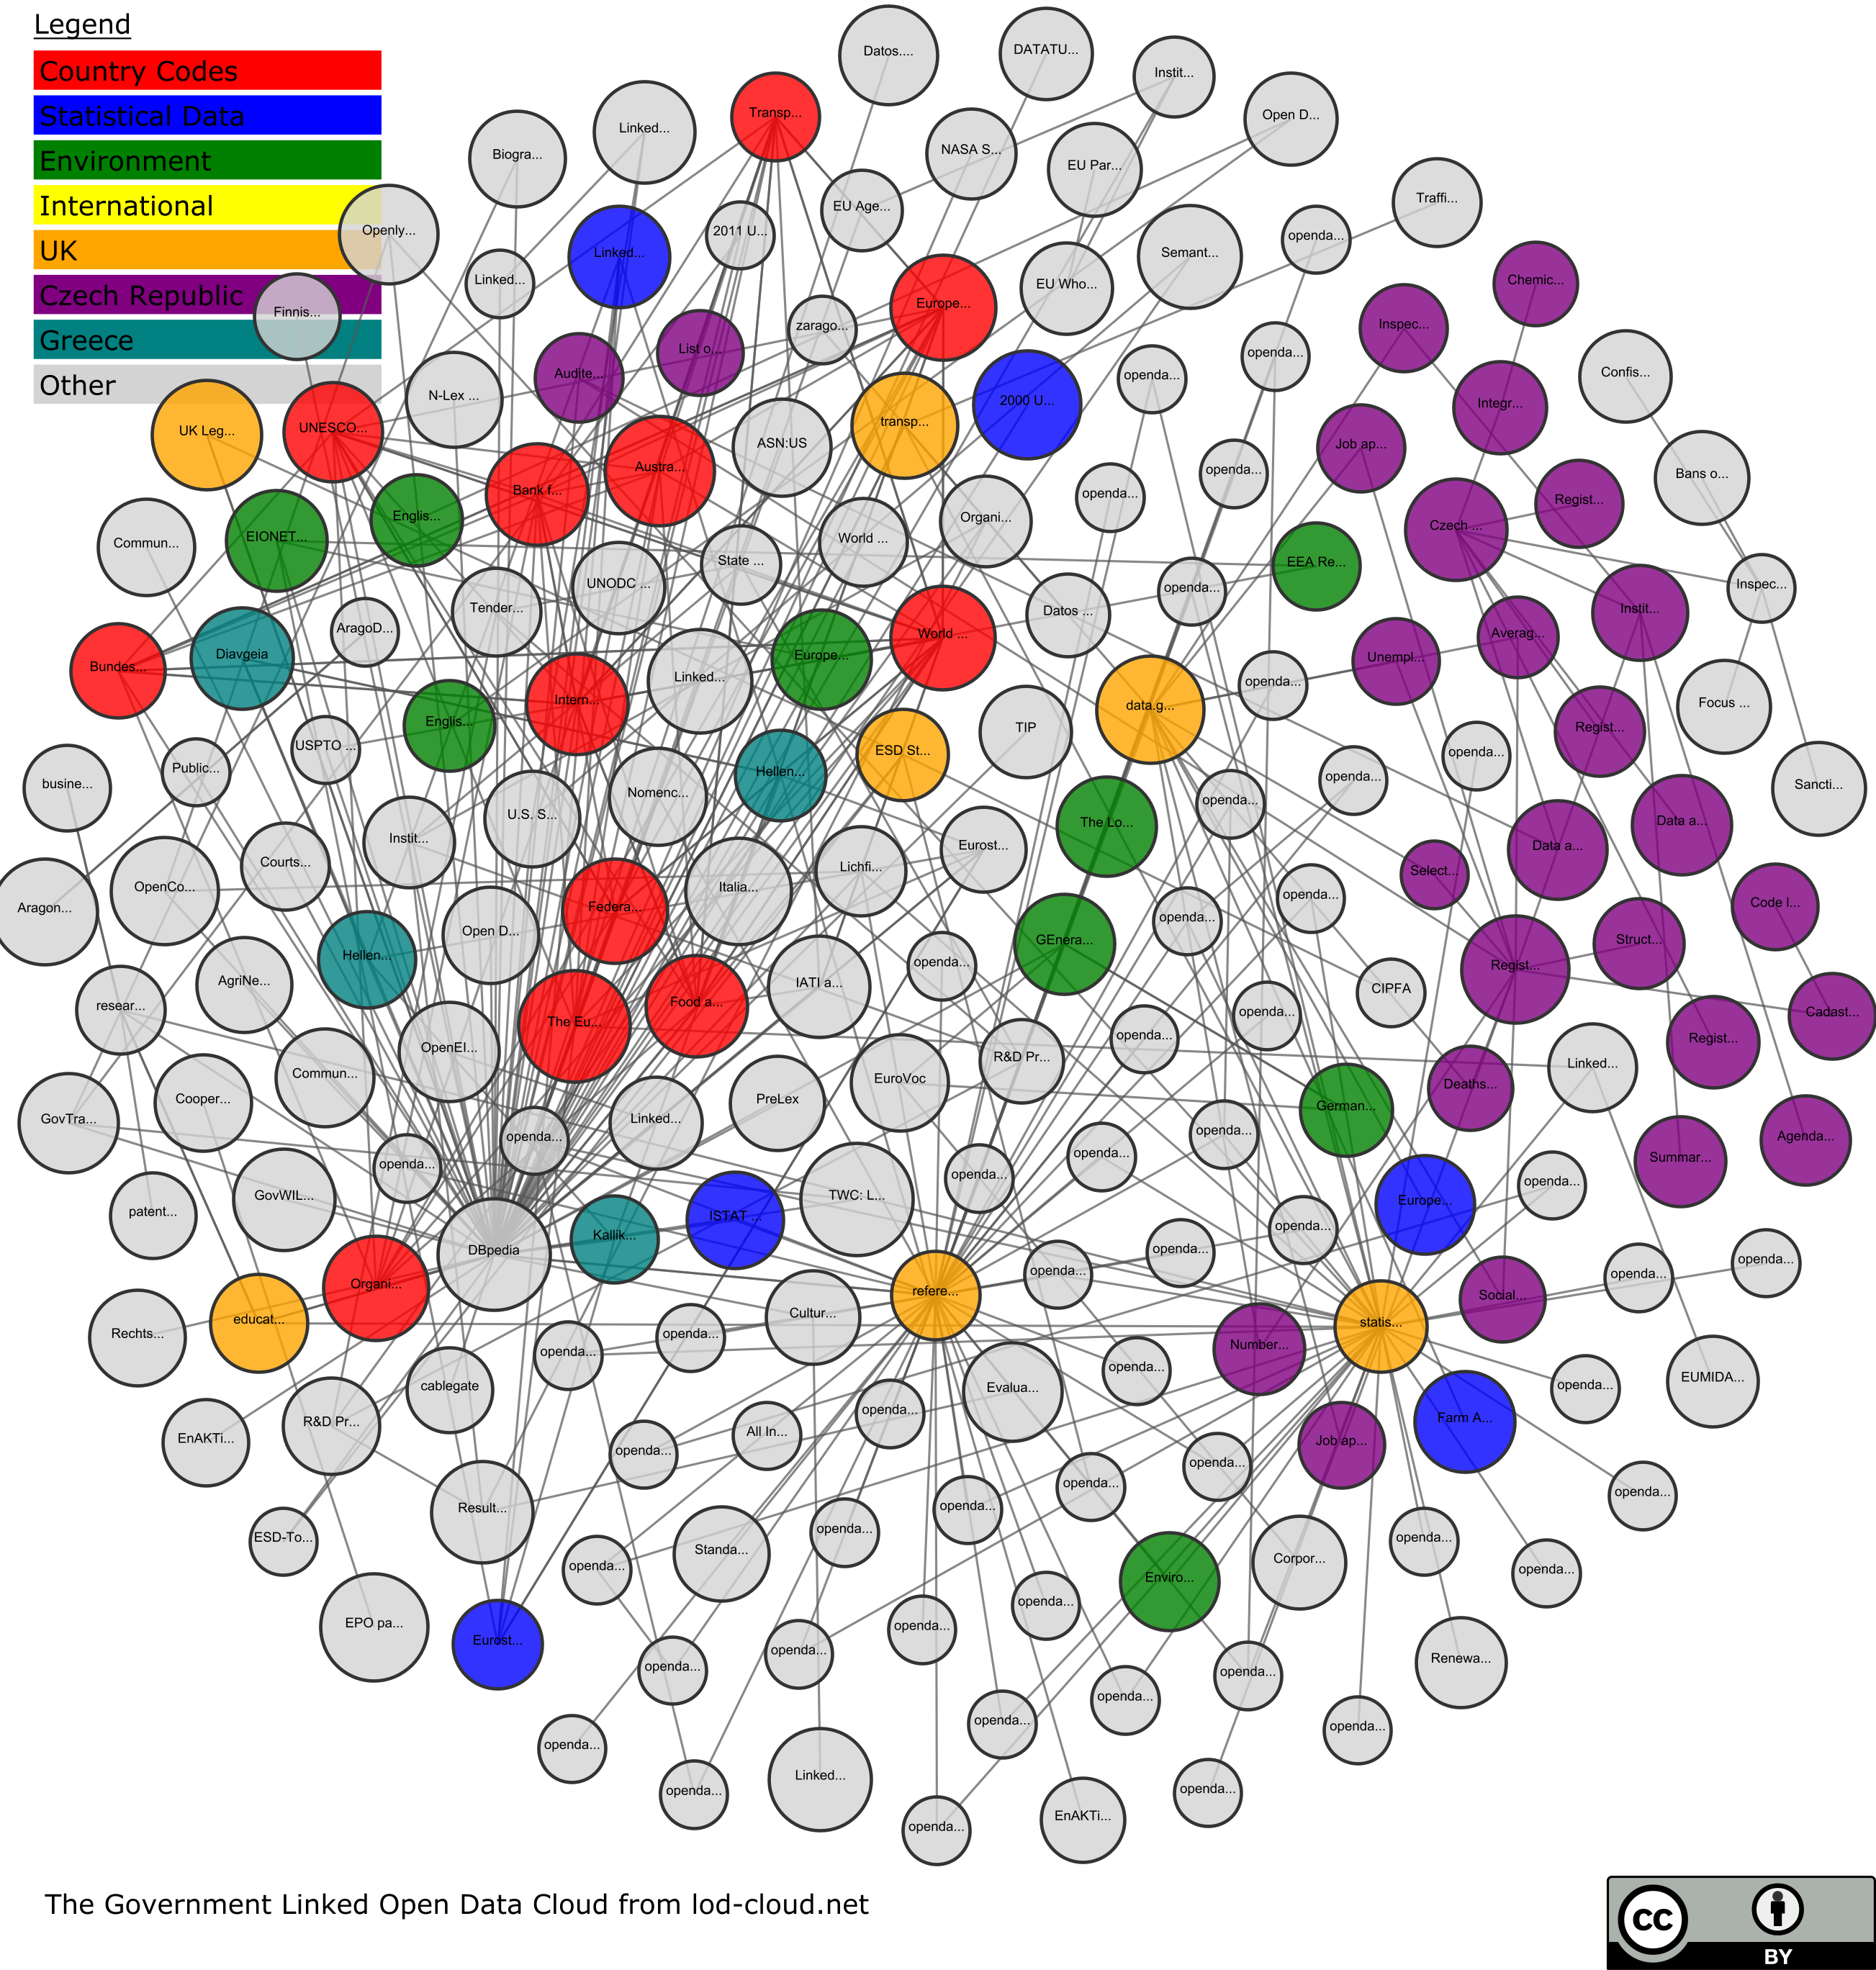 Legend
Country Codes
Statistical Data
Environment
International
UK
Czech Republic
Greece
Other
Datos....
DATATU...
Instit...
Transp...
Open D...
Linked...
Biogra...
NASA S...
EU Par...
Traffi...
EU Age...
Openly...
2011 U...
openda...
Linked...
Semant...
Linked...
Chemic...
EU Who...
Europe...
Finnis...
zarago...
Inspec...
List o...
openda...
Audite...
openda...
Confis...
N-Lex ...
2000 U...
Integr...
transp...
UK Leg...
UNESCO...
ASN:US
Job ap...
Austra...
openda...
Bans o...
Bank f...
openda...
Regist...
Englis...
Organi...
Czech ...
EIONET...
World ...
Commun...
State ...
EEA Re...
UNODC ...
openda...
Inspec...
Tender...
Datos ...
Instit...
AragoD...
World ...
Averag...
Diavgeia
Europe...
Unempl...
Bundes...
Linked...
openda...
Intern...
data.g...
Focus ...
Englis...
TIP
Regist...
USPTO ...
ESD St...
openda...
Public...
Hellen...
openda...
busine...
Sancti...
Nomenc...
openda...
U.S. S...
The Lo...
Data a...
Instit...
Eurost...
Data a...
Courts...
Lichfi...
Select...
OpenCo...
Italia...
openda...
Code l...
Aragon...
Federa...
openda...
Open D...
GEnera...
Struct...
Hellen...
openda...
Regist...
AgriNe...
IATI a...
CIPFA
resear...
Food a...
openda...
Cadast...
The Eu...
openda...
Regist...
OpenEI...
R&D Pr...
Linked...
Commun...
EuroVoc
Deaths...
Cooper...
PreLex
German...
GovTra...
Linked...
openda...
openda...
Agenda...
openda...
openda...
openda...
Summar...
openda...
GovWIL...
TWC: L...
Europe...
patent...
ISTAT ...
Kallik...
openda...
DBpedia
openda...
openda...
openda...
openda...
Organi...
refere...
Social...
educat...
Cultur...
statis...
Rechts...
openda...
openda...
Number...
openda...
EUMIDA...
cablegate
Evalua...
openda...
R&D Pr...
openda...
Farm A...
EnAKTi...
All In...
Job ap...
openda...
openda...
openda...
openda...
Result...
openda...
ESD-To...
openda...
openda...
Standa...
Corpor...
openda...
openda...
Enviro...
openda...
EPO pa...
openda...
Eurost...
openda...
openda...
Renewa...
openda...
openda...
openda...
openda...
openda...
Linked...
openda...
openda...
EnAKTi...
openda...
The Government Linked Open Data Cloud from lod-cloud.net
cc
BY